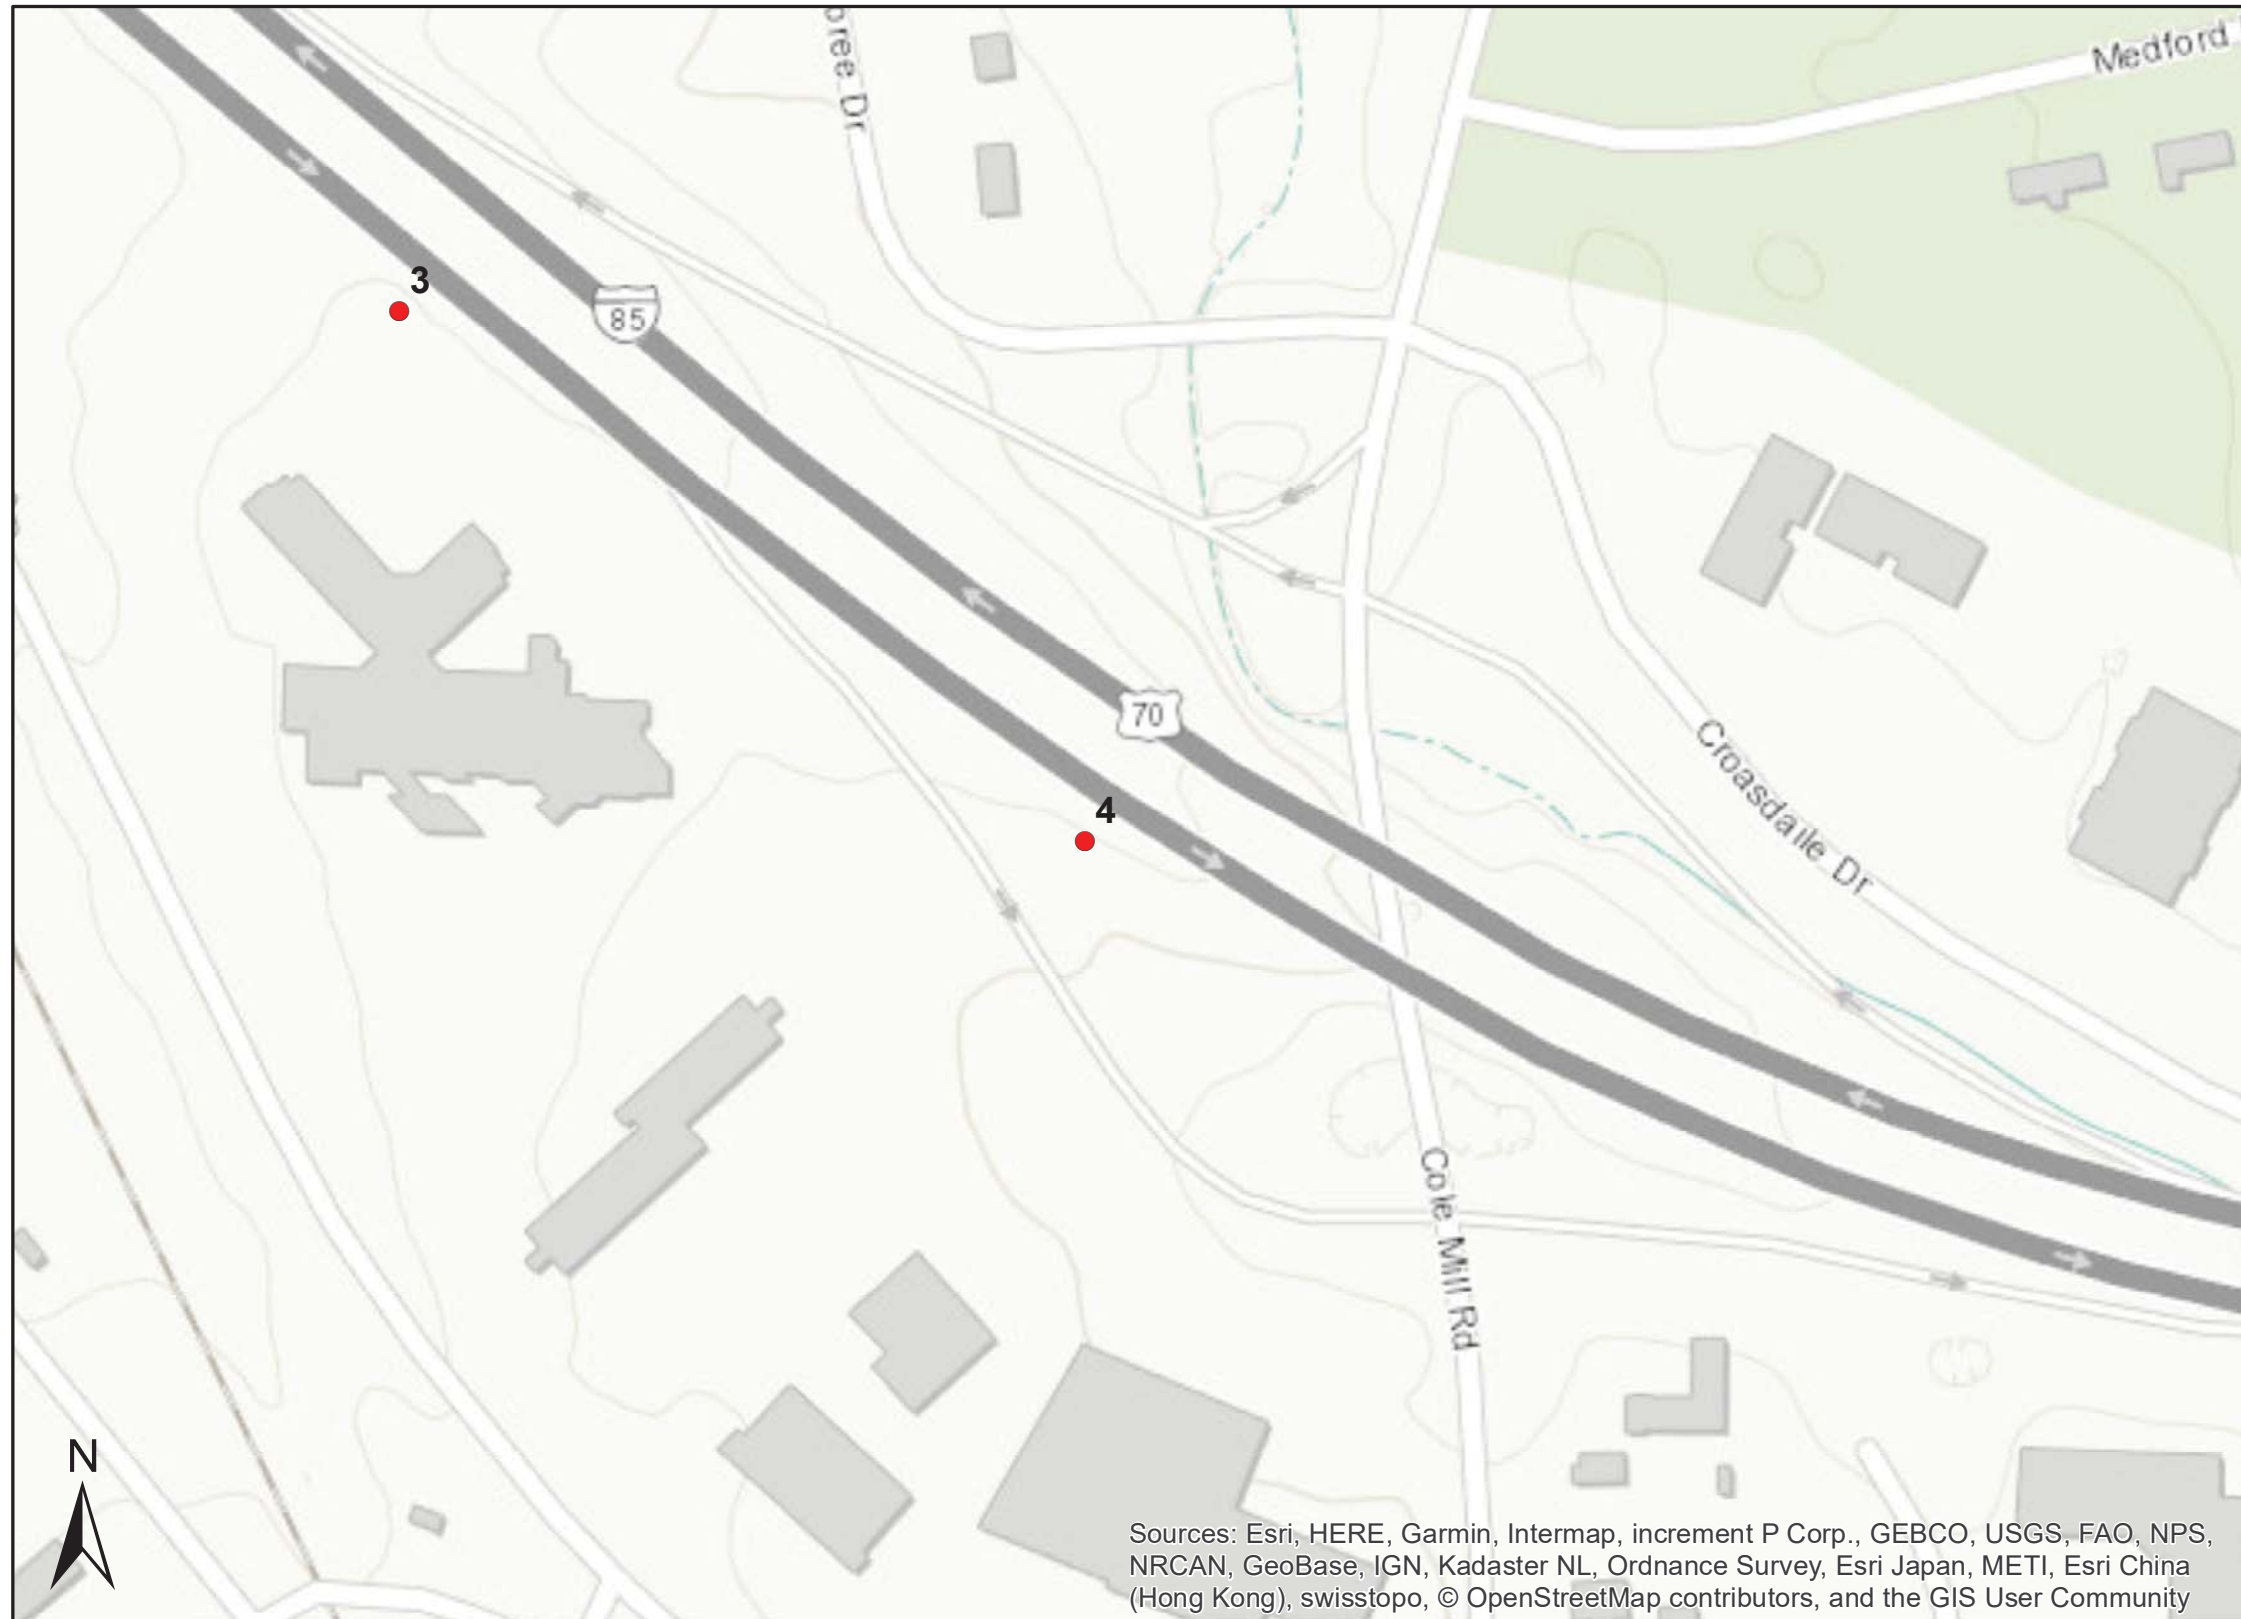 Dr
Medford
3
85
70
4
Croasdaile Dr
Cole Mill Rd
N
Sources: Esri, HERE, Garmin, Intermap, increment P Corp., GEBCO, USGS, FAO, NPS,
NRCAN, GeoBase, IGN, Kadaster NL, Ordnance Survey, Esri Japan, METI, Esri China
(Hong Kong), swisstopo, © OpenStreetMap contributors, and the GIS User Community